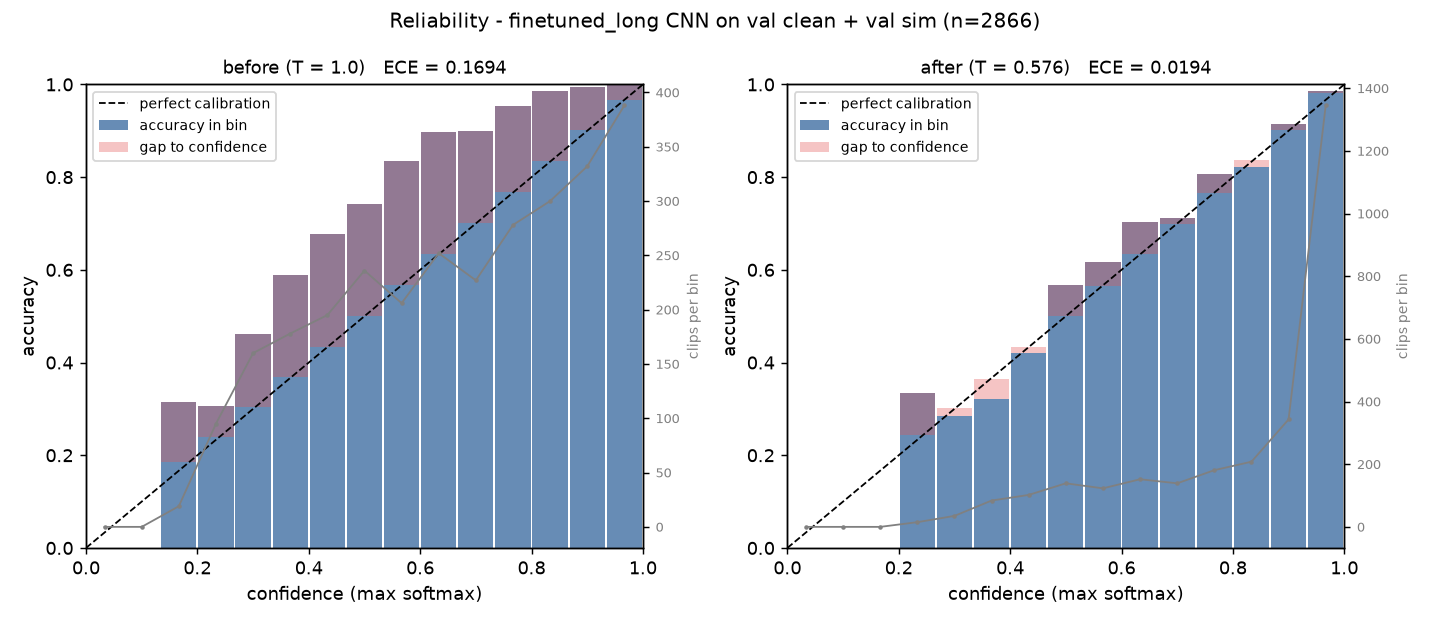 Reliability - finetuned_long CNN on val clean + val sim (n=2866)
before (T = 1.0)   ECE = 0.1694
perfect calibration
accuracy in bin
gap to confidence
accuracy
1.0
0.8
0.6
0.4
0.2
0.0
0.0 0.2 0.4 0.6 0.8 1.0
confidence (max softmax)
400
350
300
250
200
150
100
50
0
clips per bin
after (T = 0.576)   ECE = 0.0194
perfect calibration
accuracy in bin
gap to confidence
accuracy
1.0
0.8
0.6
0.4
0.2
0.0
0.0 0.2 0.4 0.6 0.8 1.0
confidence (max softmax)
1400
1200
1000
800
600
400
200
0
clips per bin